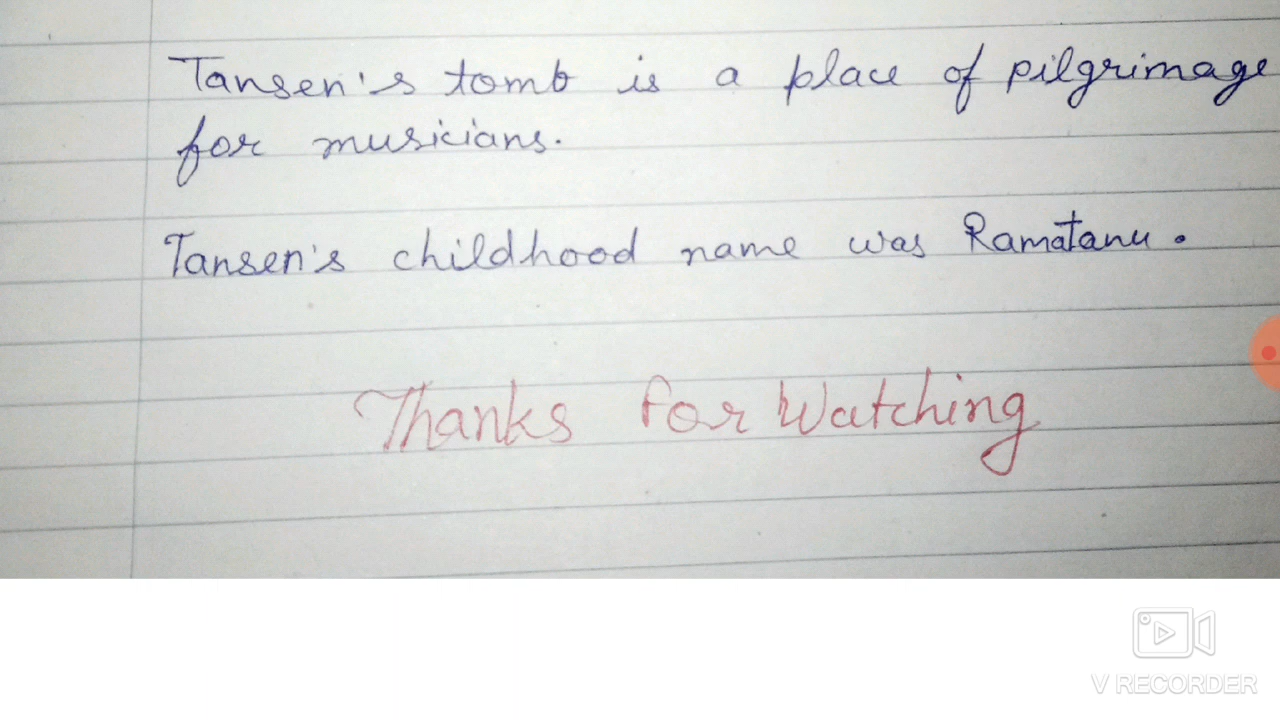 Tansen's tomb is a place of pilgrimage
for musicians.
Tansen's childhood name was Ramatanu.
Thanks For Watching
V RECORDER